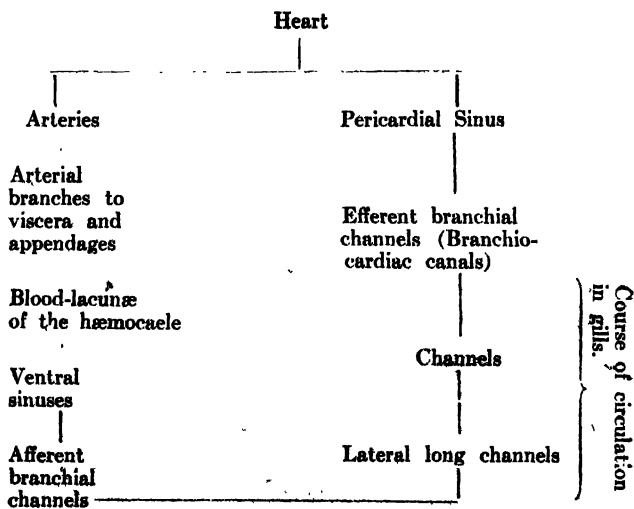 Heart
Arteries
Pericardial Sinus
Arterial
branches to
viscera and
appendages
Efferent branchial
channels (Branchio-
cardiac canals)
Blood-lacunæ
of the hæmocaele
Channels
Ventral
sinuses
Afferent
branchial
channels
Lateral long channels
Course of circulation
in gills.